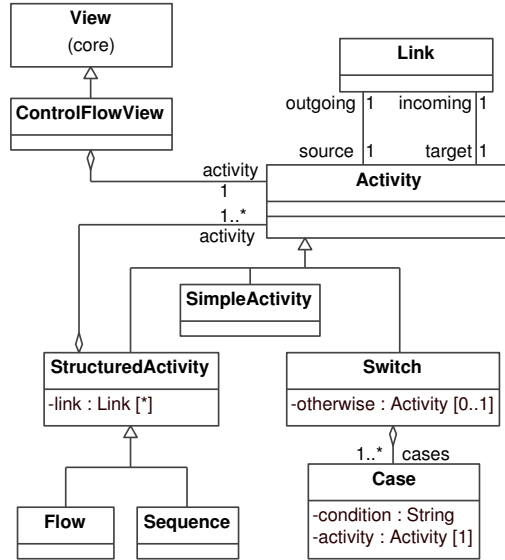 View
(core)
Link
ControlFlowView
outgoing 1 incoming 1
source 1 target 1
activity
1
Activity
1..*
activity
SimpleActivity
StructuredActivity
-link : Link [*]
Switch
-otherwise : Activity [0..1]
1..* cases
Case
-condition : String
-activity : Activity [1]
Flow
Sequence